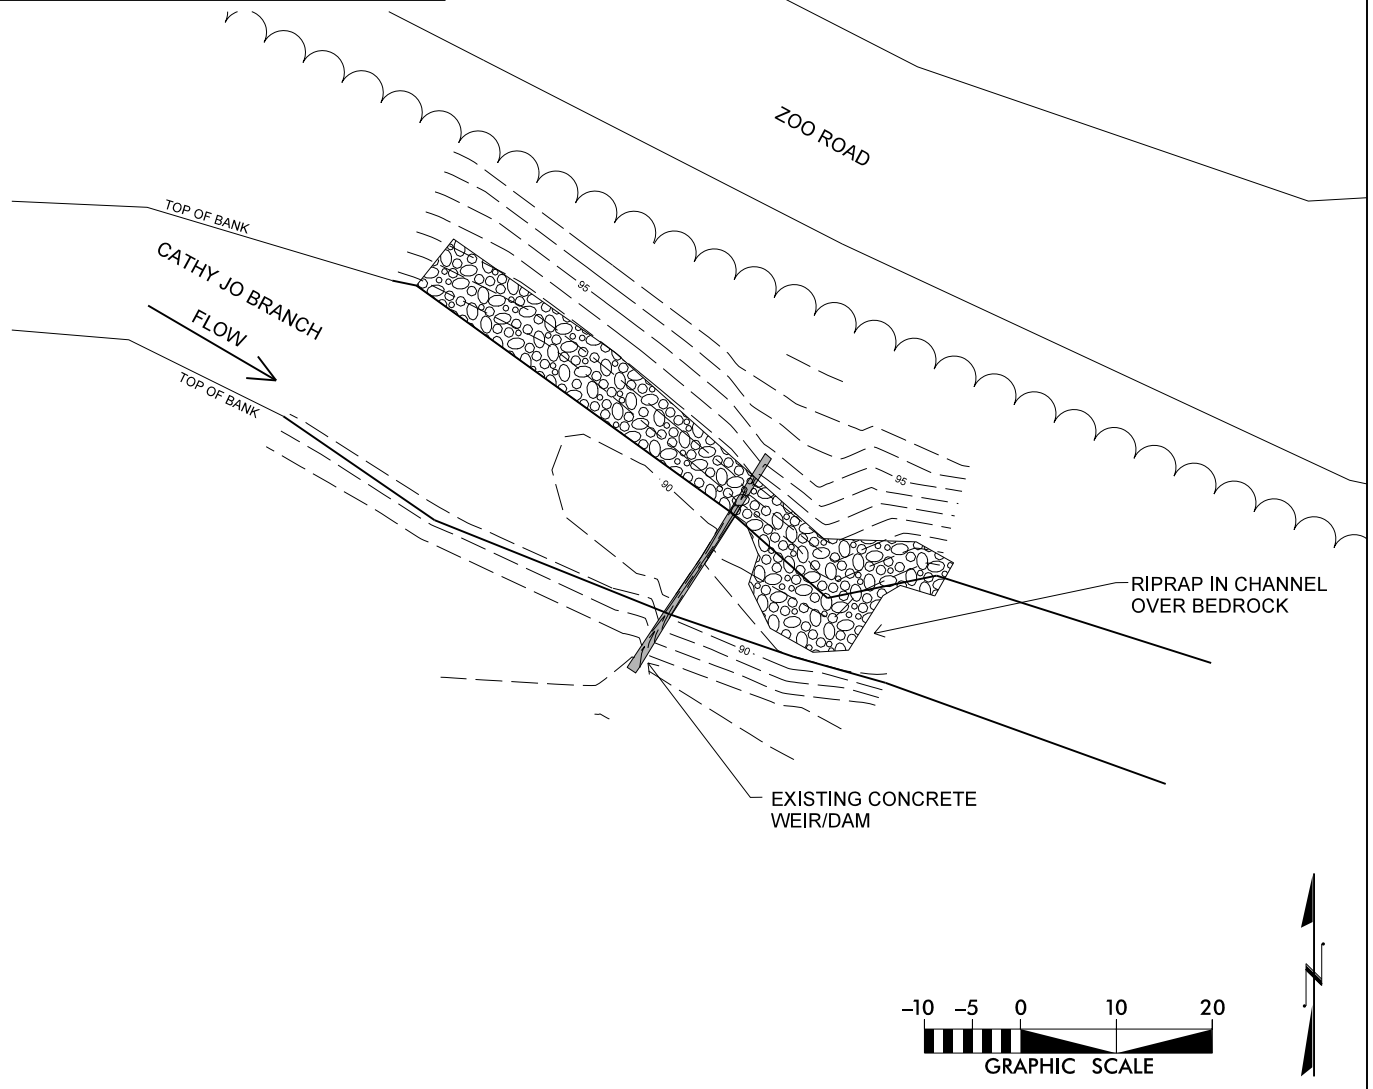 ZOO ROAD
TOP OF BANK
CATHY JO BRANCH
FLOW
TOP OF BANK
95
90
95
RIPRAP IN CHANNEL
OVER BEDROCK
90
EXISTING CONCRETE
WEIR/DAM
N
-10 -5 0 10 20
GRAPHIC SCALE